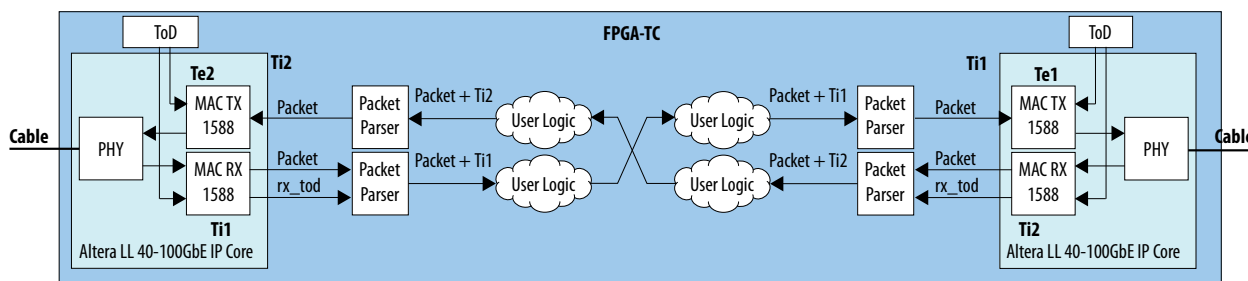 FPGA-TC
ToD
ToD
Ti2
Ti1
Te2
Te1
MAC TX
1588
Packet
Packet
Parser
Packet + Ti2
User Logic
User Logic
Packet + Ti1
Packet
Parser
Packet
MAC TX
1588
Cable
PHY
PHY
Cable
MAC RX
1588
Packet
rx_tod
Packet
Parser
Packet + Ti1
User Logic
User Logic
Packet + Ti2
Packet
Parser
Packet
rx_tod
MAC RX
1588
Ti1
Ti2
Altera LL 40-100GbE IP Core
Altera LL 40-100GbE IP Core